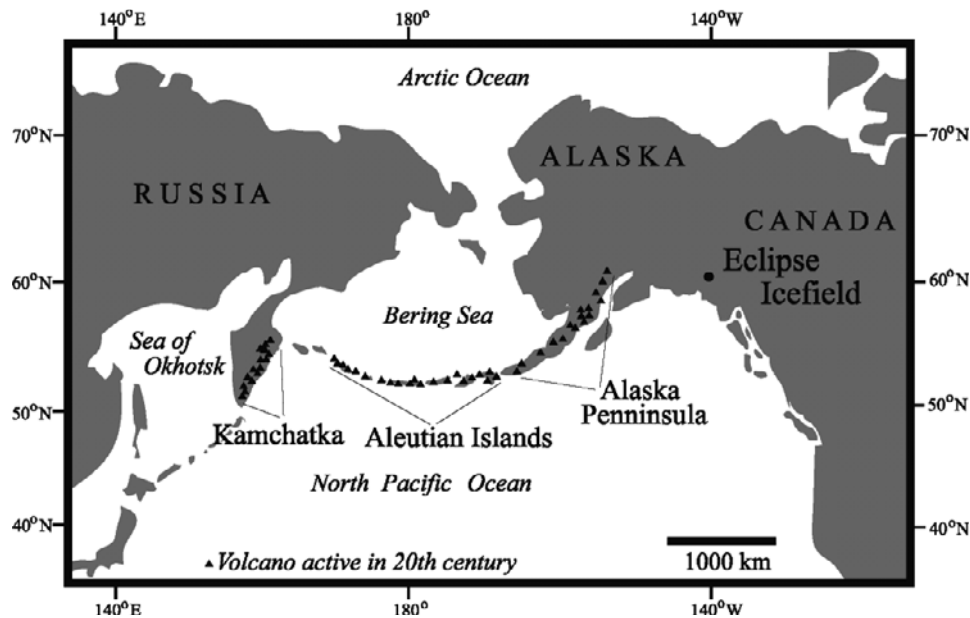 140°E 180° 140°W
Arctic Ocean
70°N 70°N
ALASKA
RUSSIA
CANADA
Eclipse
Icefield
60°N 60°N
Bering Sea
Sea of
Okhotsk
Alaska
Penninsula
50°N 50°N
Kamchatka
Aleutian Islands
North Pacific Ocean
40°N 40°N
Volcano active in 20th century
1000 km
140°E 180° 140°W